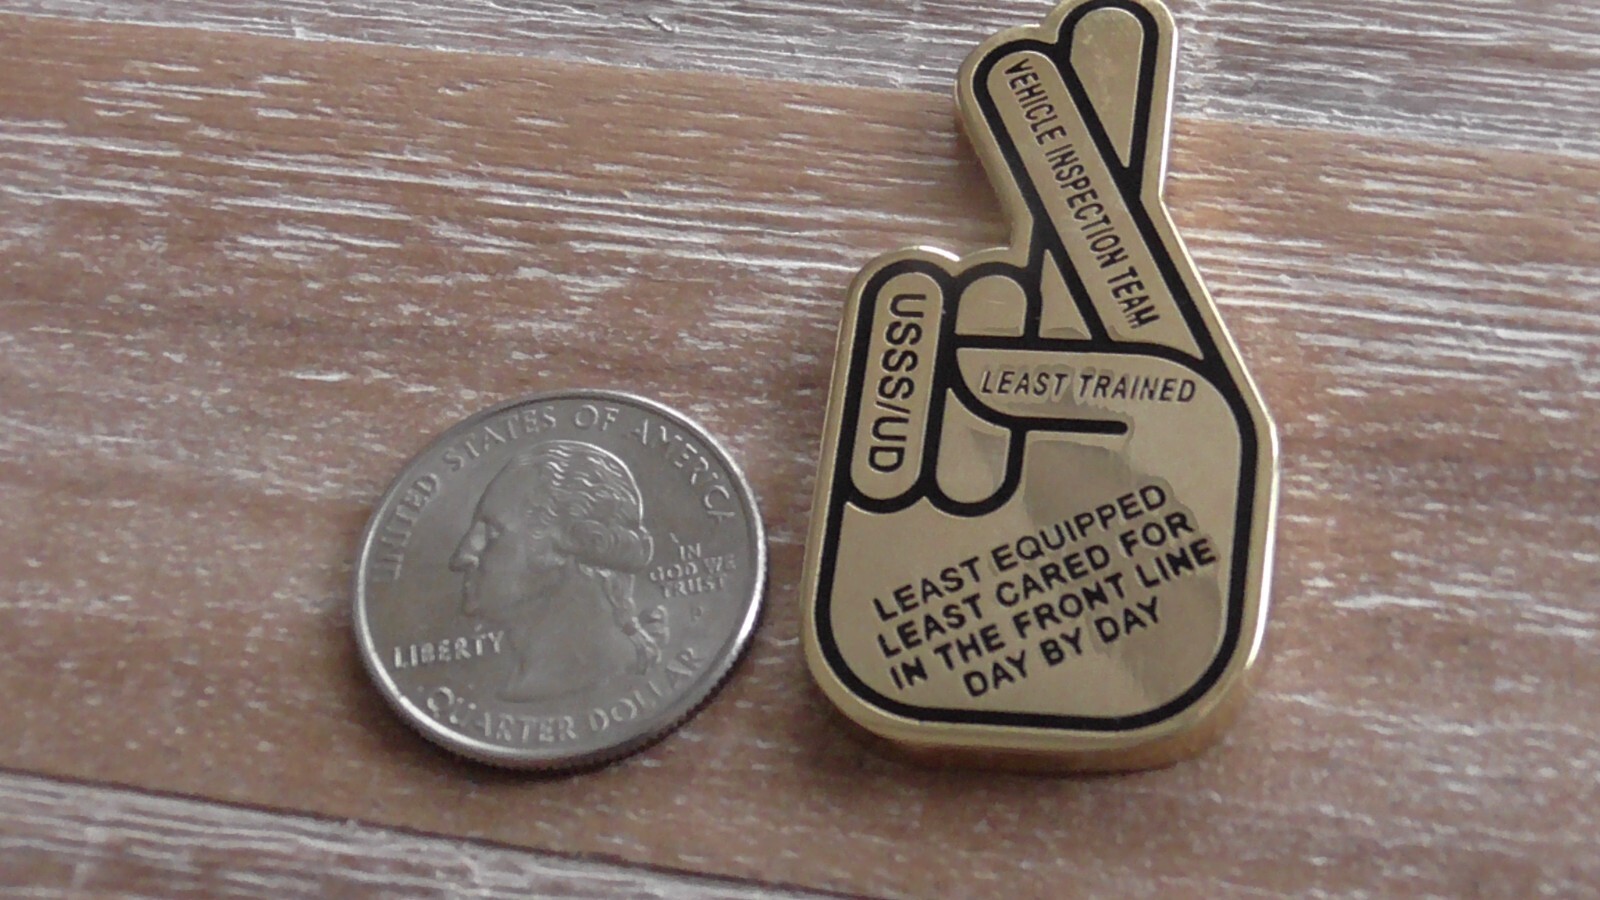 UNITED STATES OF AMERICA
IN
GOD WE
TRUST
P
LIBERTY
QUARTER DOLLAR
VEHICLE INSPECTION TEAM
USSS/UD
LEAST TRAINED
LEAST EQUIPPED
LEAST CARED FOR
IN THE FRONT LINE
DAY BY DAY